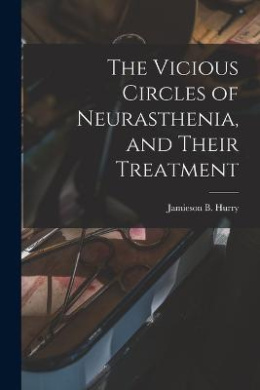 The Vicious
Circles of
Neurasthenia,
and Their
Treatment
Jamieson B. Hurry